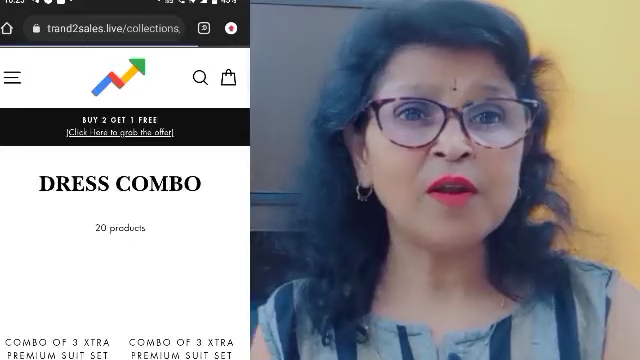 trand2sales.live/collections,
BUY 2 GET 1 FREE
(Click Here to grab the offer)
DRESS COMBO
20 products
COMBO OF 3 XTRA
PREMIUM SUIT SET
COMBO OF 3 XTRA
PREMIUM SUIT SET